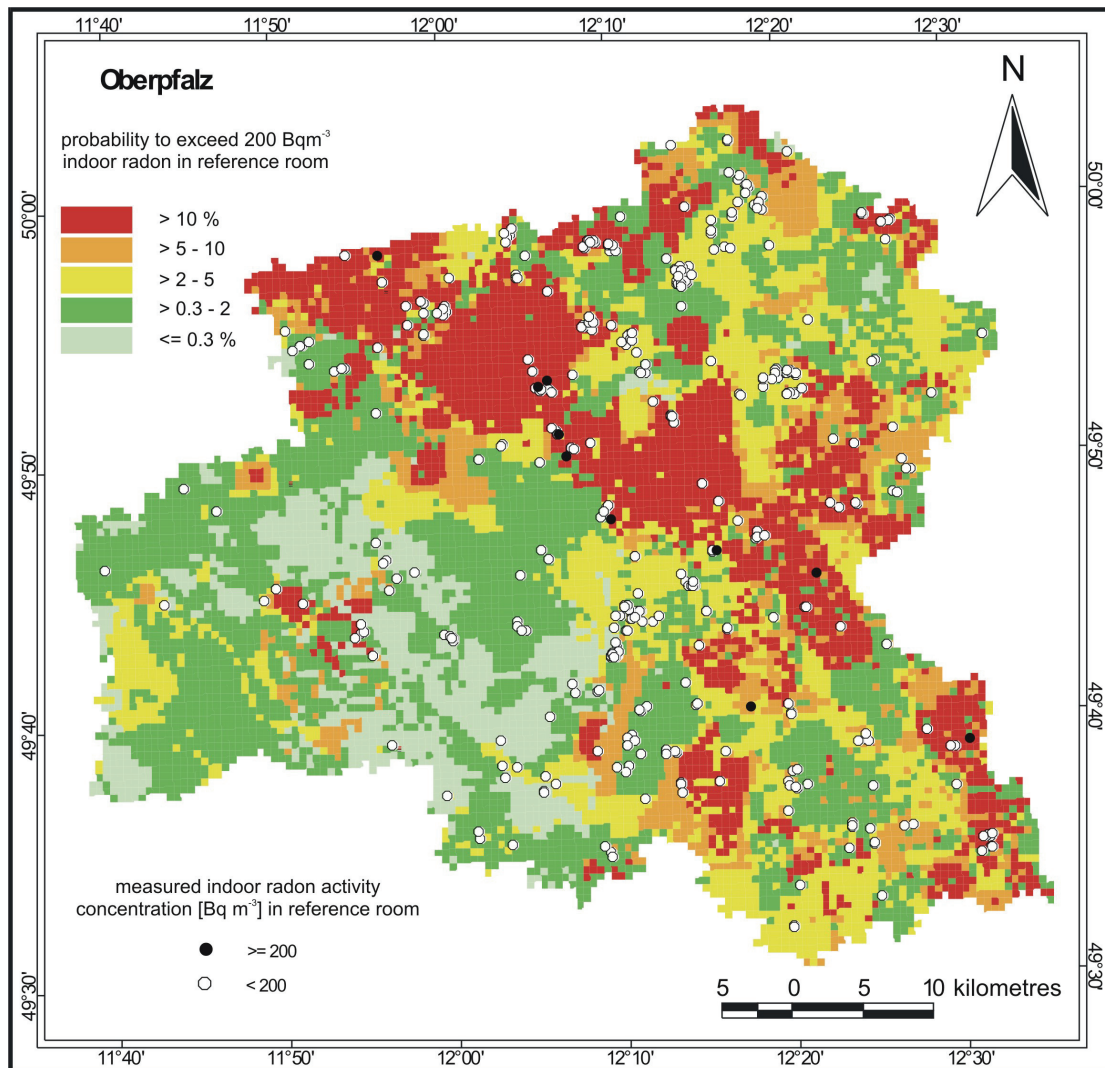 11°40' 11°50' 12°00' 12°10' 12°20' 12°30'
Oberpfalz
N
probability to exceed 200 Bqm⁻³
indoor radon in reference room
> 10 %
> 5 - 10
> 2 - 5
> 0.3 - 2
<= 0.3 %
50°00'
49°50'
49°40'
49°30'
50°00'
49°50'
49°40'
49°30'
measured indoor radon activity
concentration [Bq m⁻³] in reference room
>= 200
< 200
5 0 5 10 kilometres
11°40' 11°50' 12°00' 12°10' 12°20' 12°30'